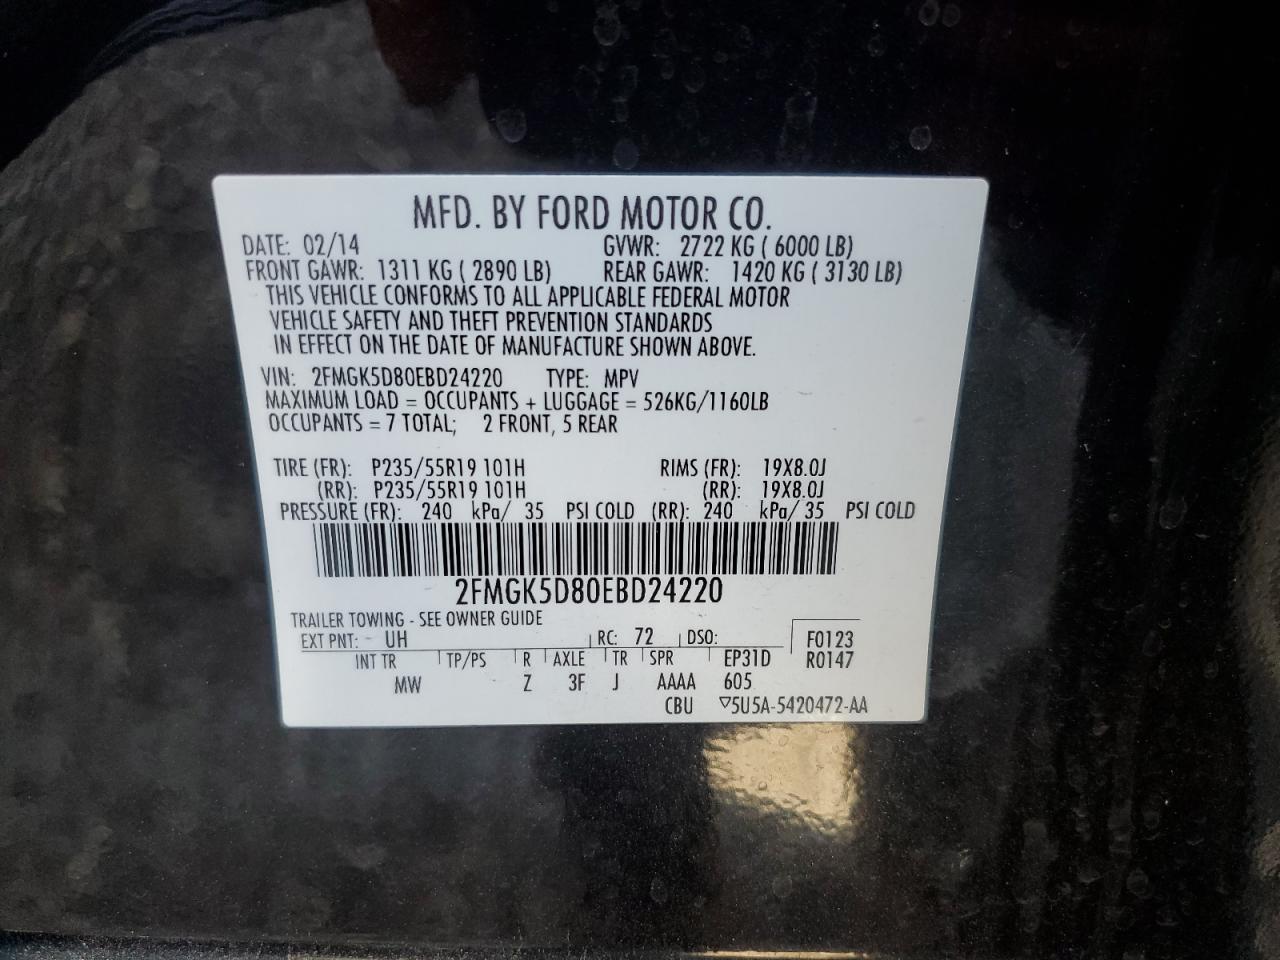 MFD. BY FORD MOTOR CO.
DATE: 02/14 GVWR: 2722 KG ( 6000 LB)
FRONT GAWR: 1311 KG ( 2890 LB) REAR GAWR: 1420 KG ( 3130 LB)
THIS VEHICLE CONFORMS TO ALL APPLICABLE FEDERAL MOTOR
VEHICLE SAFETY AND THEFT PREVENTION STANDARDS
IN EFFECT ON THE DATE OF MANUFACTURE SHOWN ABOVE.
VIN: 2FMGK5D80EBD24220 TYPE: MPV
MAXIMUM LOAD = OCCUPANTS + LUGGAGE = 526KG/1160LB
OCCUPANTS = 7 TOTAL; 2 FRONT, 5 REAR
TIRE (FR): P235/55R19 101H RIMS (FR): 19X8.0J
(RR): P235/55R19 101H (RR): 19X8.0J
PRESSURE (FR): 240 kPa/ 35 PSI COLD (RR): 240 kPa/ 35 PSI COLD
2FMGK5D80EBD24220
TRAILER TOWING - SEE OWNER GUIDE
EXT PNT: UH RC: 72 DSO: F0123
INT TR TP/PS R AXLE TR SPR EP31D R0147
MW Z 3F J AAAA 605
CBU ▽5U5A-5420472-AA